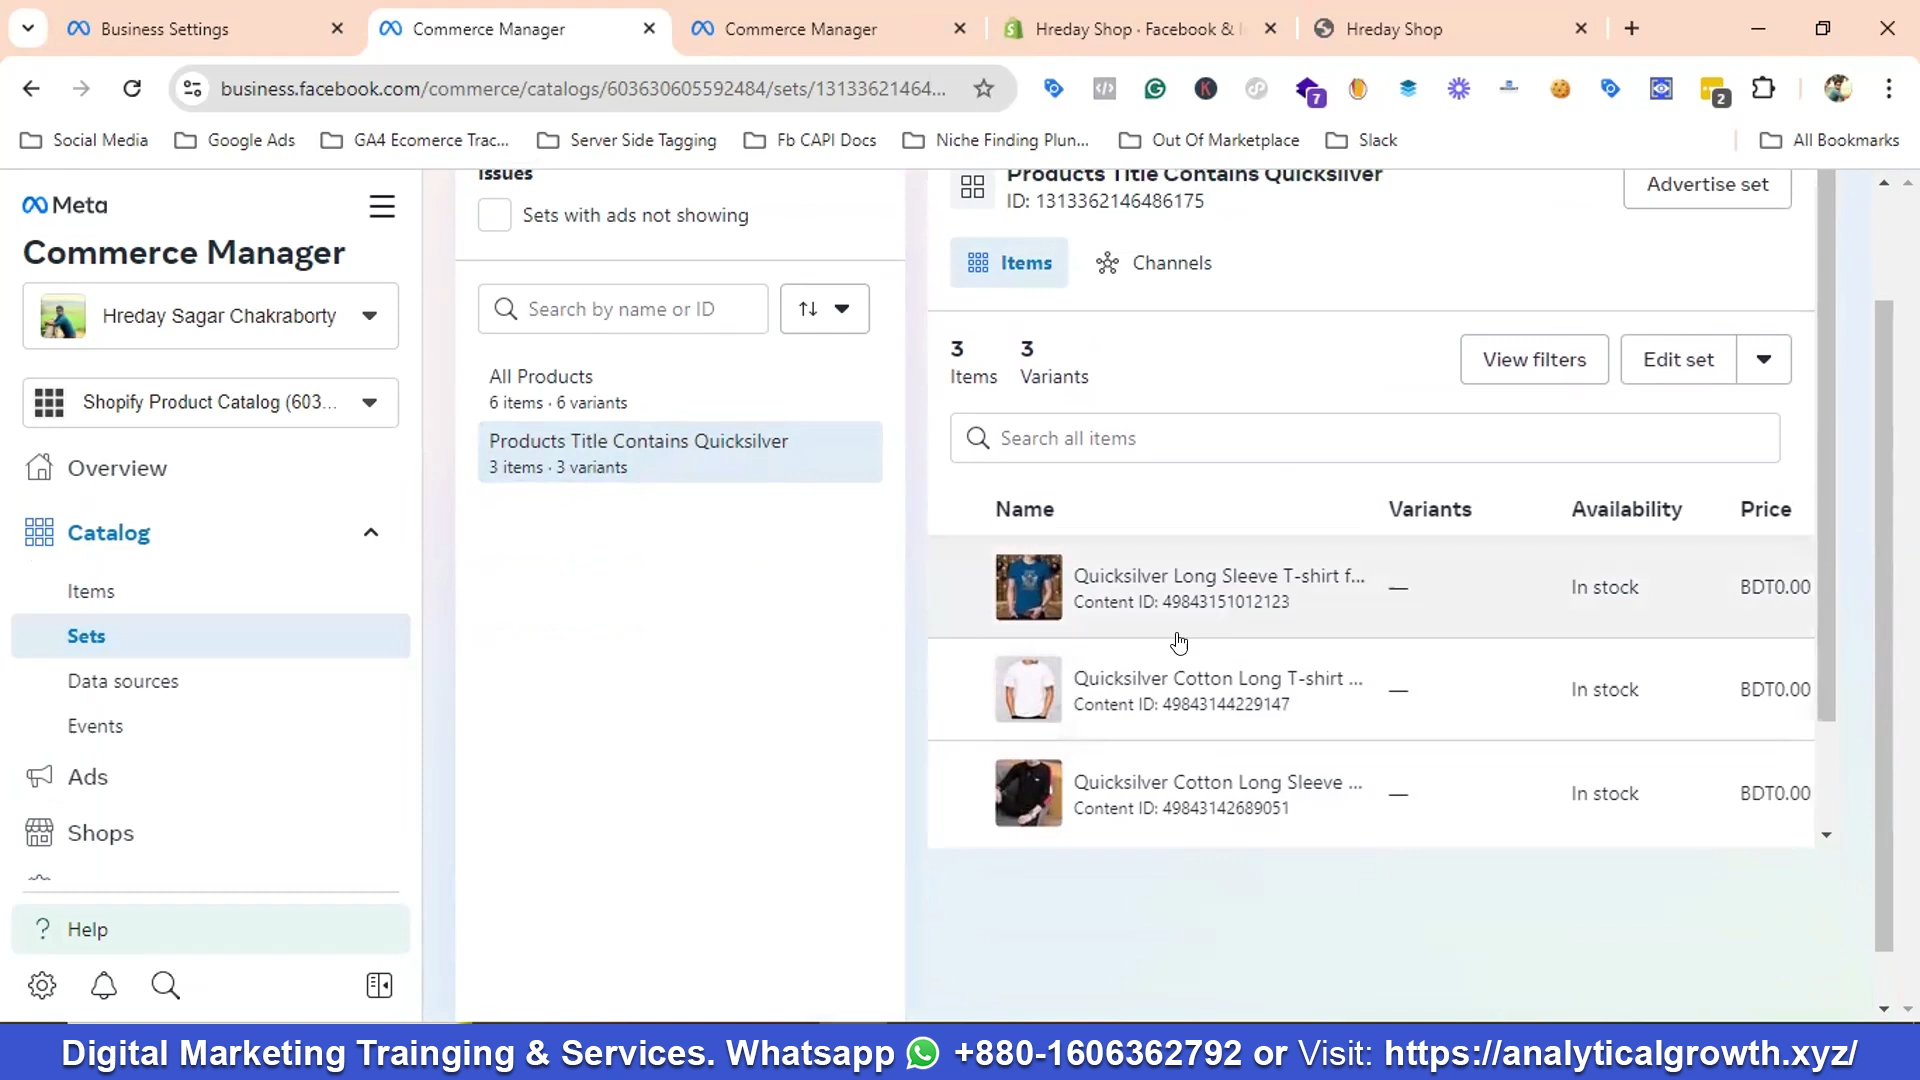 Business Settings
Commerce Manager
Commerce Manager
Hreday Shop · Facebook &
Hreday Shop
business.facebook.com/commerce/catalogs/603630605592484/sets/13133621464...
7
2
Social Media
Google Ads
GA4 Ecomerce Trac...
Server Side Tagging
Fb CAPI Docs
Niche Finding Plun...
Out Of Marketplace
Slack
All Bookmarks
Meta
Commerce Manager
Hreday Sagar Chakraborty
Shopify Product Catalog (603...
Overview
Catalog
Items
Sets
Data sources
Events
Ads
Shops
Help
Issues
Sets with ads not showing
Search by name or ID
All Products
6 items · 6 variants
Products Title Contains Quicksilver
3 items · 3 variants
Products Title Contains Quicksilver
ID: 1313362146486175
Advertise set
Items
Channels
3
Items
3
Variants
View filters
Edit set
Search all items
Name
Variants
Availability
Price
Quicksilver Long Sleeve T-shirt f...
Content ID: 49843151012123
—
In stock
BDT0.00
Quicksilver Cotton Long T-shirt ...
Content ID: 49843144229147
—
In stock
BDT0.00
Quicksilver Cotton Long Sleeve ...
Content ID: 49843142689051
—
In stock
BDT0.00
Digital Marketing Trainging & Services. Whatsapp +880-1606362792 or Visit: https://analyticalgrowth.xyz/